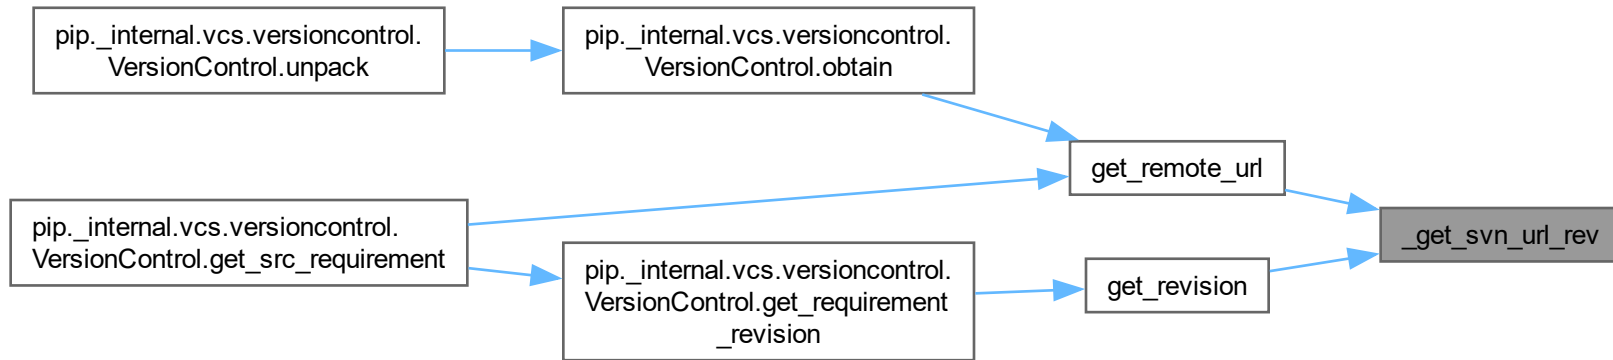 pip._internal.vcs.versioncontrol.
VersionControl.unpack
pip._internal.vcs.versioncontrol.
VersionControl.obtain
get_remote_url
pip._internal.vcs.versioncontrol.
VersionControl.get_src_requirement
_get_svn_url_rev
pip._internal.vcs.versioncontrol.
VersionControl.get_requirement
_revision
get_revision